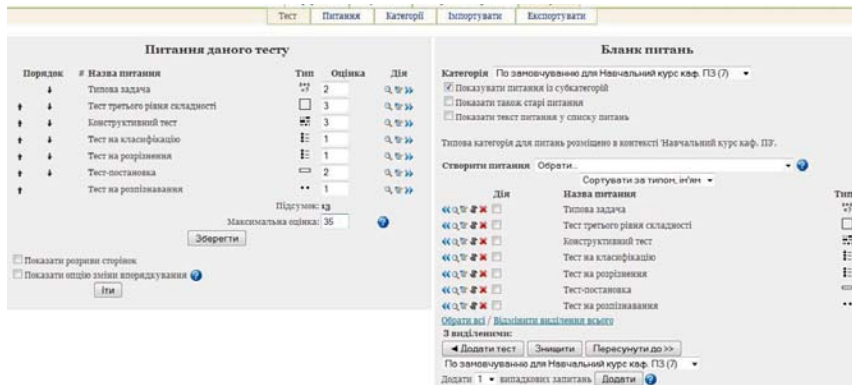 Тест Питання Категорії Імпортувати Експортувати
Питання даного тесту
Порядок # Назва питання Тип Оцінка Дія
Типова задача 2
Тест третього рівня складності 3
Конструктивний тест 3
Тест на класифікацію 1
Тест на розрізнення 1
Тест-постановка 2
Тест на розпізнавання 1
Підсумок: 13
Максимальна оцінка: 35
Зберегти
Показати розриви сторінок
Показати опцію зміни впорядкування
Іти
Бланк питань
Категорія По замовчуванню для Навчальний курс каф. ПЗ (7)
Показувати питання із субкатегорій
Показати також старі питання
Показати текст питання у списку питань
Типова категорія для питань розміщено в контексті 'Навчальний курс каф. ПЗ'.
Створити питання Обрати...
Сортувати за типом, ім'ям
Дія Назва питання Тип
Типова задача
Тест третього рівня складності
Конструктивний тест
Тест на класифікацію
Тест на розрізнення
Тест-постановка
Тест на розпізнавання
Обрати всі / Відмінити виділення всього
З виділеними:
Додати тест Знищити Пересунути до >>
По замовчуванню для Навчальний курс каф. ПЗ (7)
Додати 1 випадкових запитань Додати